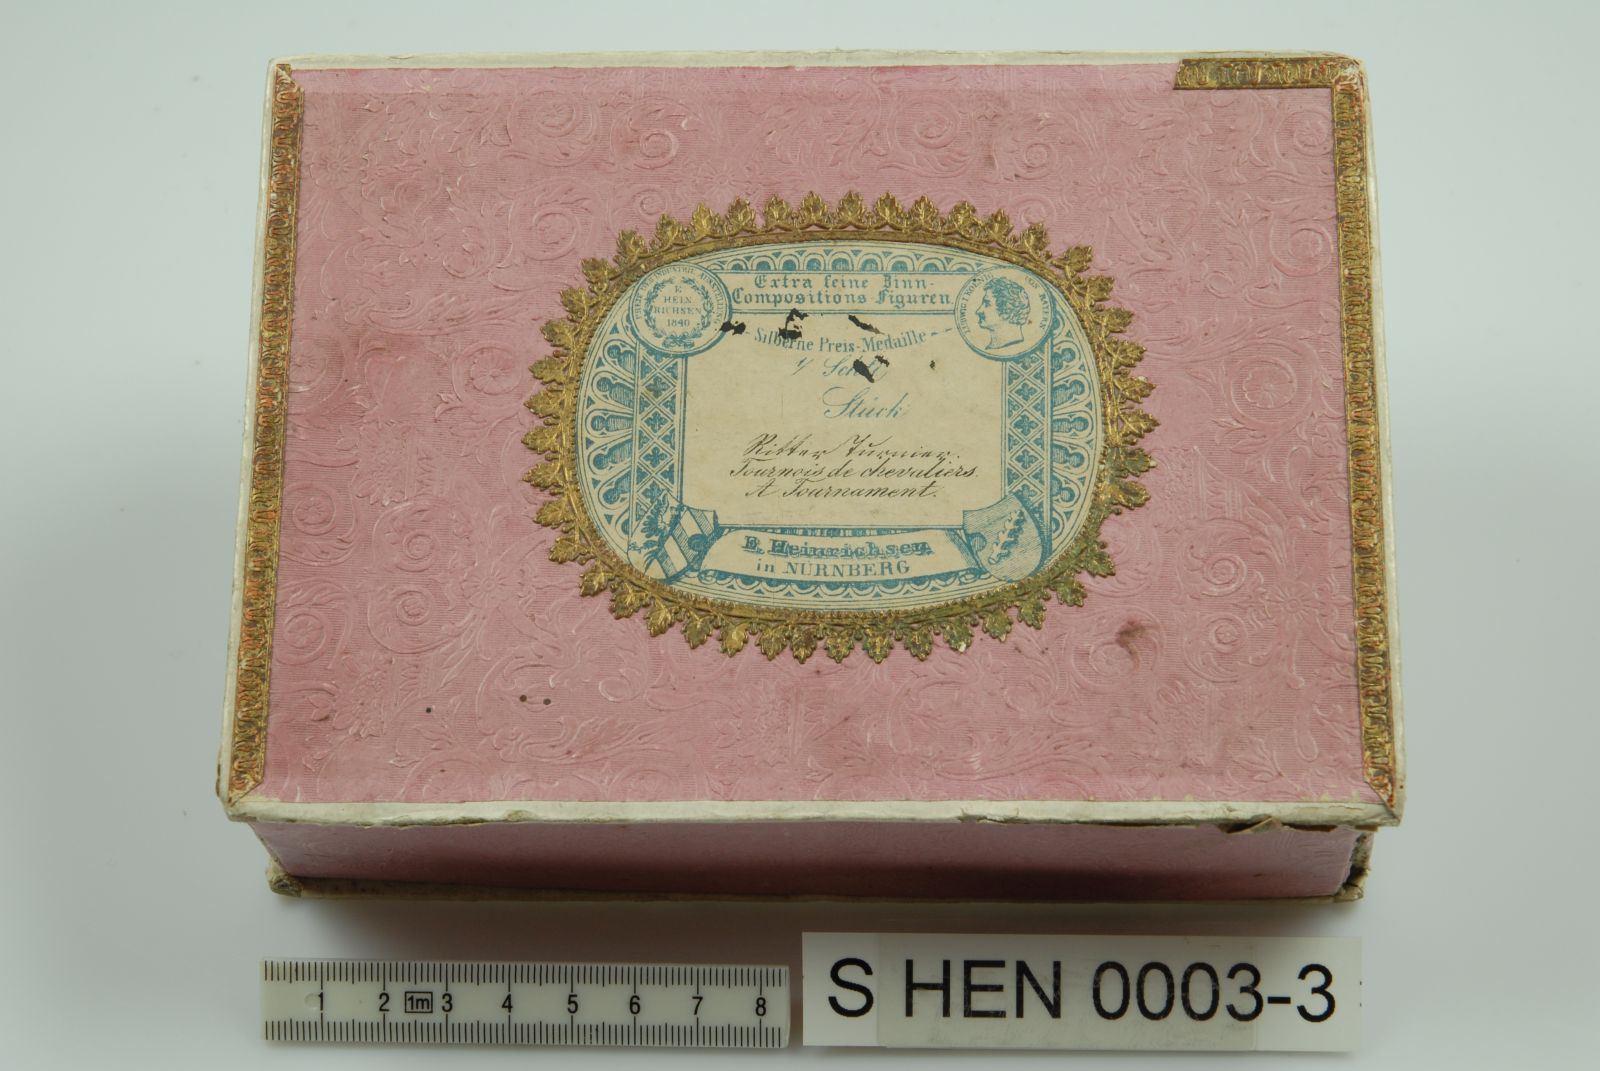 Extra feine Zinn-
Compositions-Figuren
E
HEIN
RICHSEN
1840
Silberne Preis-Medaille
Stück
Ritter Turnier.
Tournois de chevaliers.
A Tournament.
E. Heinrichsen
in NÜRNBERG
1 2 1m 3 4 5 6 7 8
S HEN 0003-3